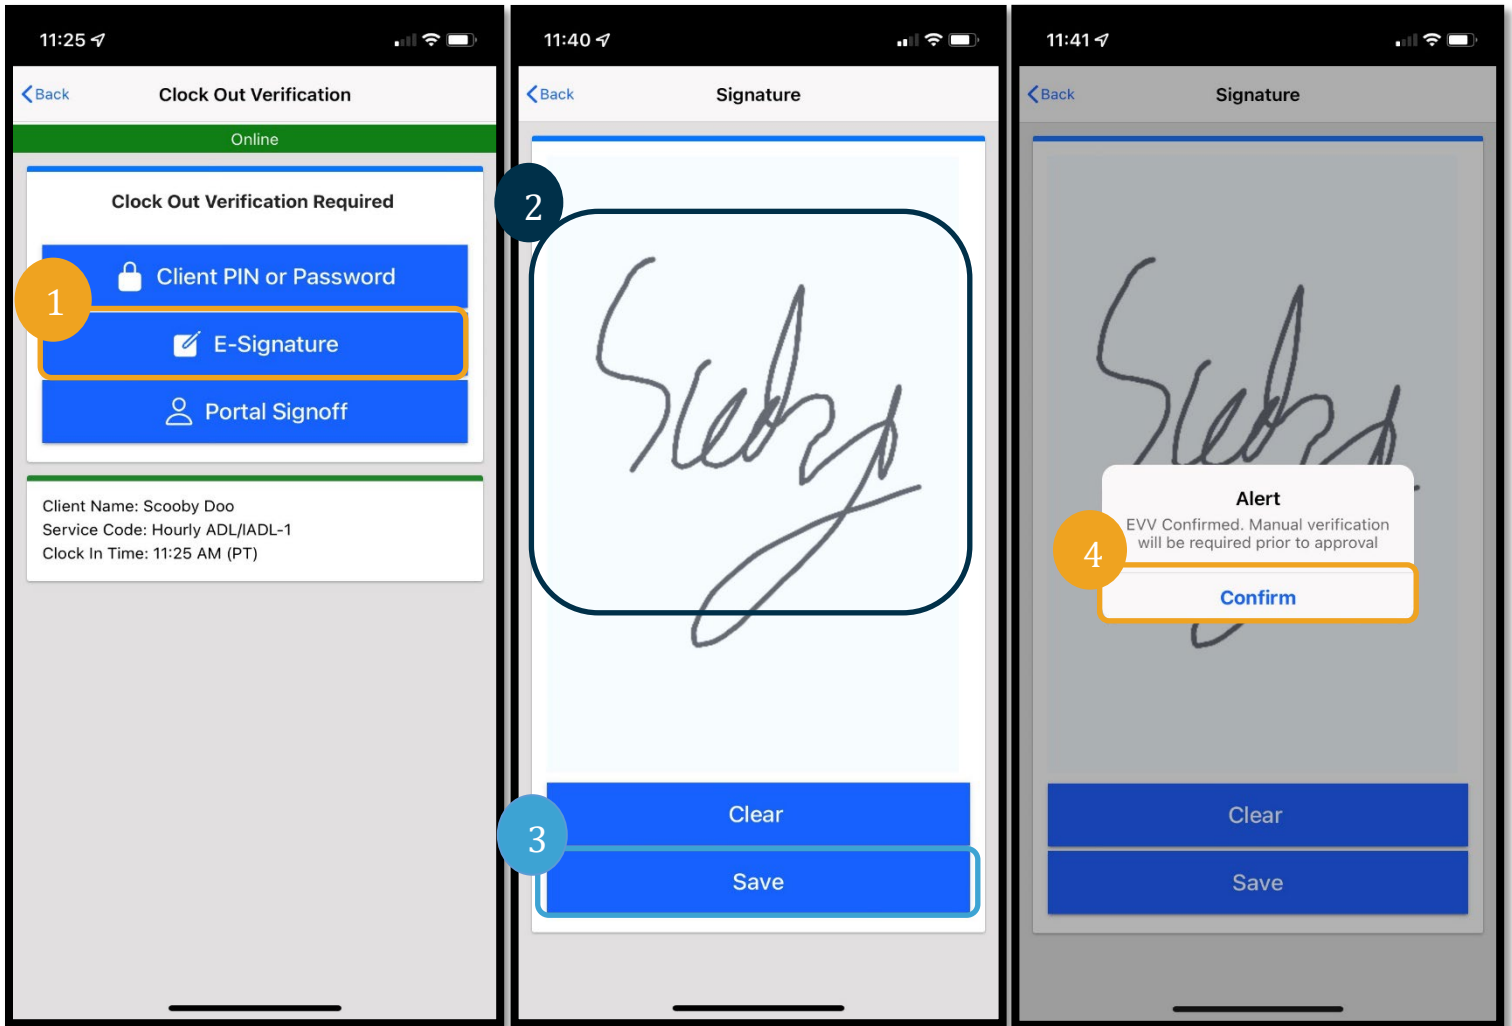 11:25
Back
Clock Out Verification
Online
Clock Out Verification Required
1
Client PIN or Password
E-Signature
Portal Signoff
Client Name: Scooby Doo
Service Code: Hourly ADL/IADL-1
Clock In Time: 11:25 AM (PT)
11:40
Back
Signature
2
Scooby
Clear
3
Save
11:41
Back
Signature
Scooby
Alert
EVV Confirmed. Manual verification
will be required prior to approval
4
Confirm
Clear
Save